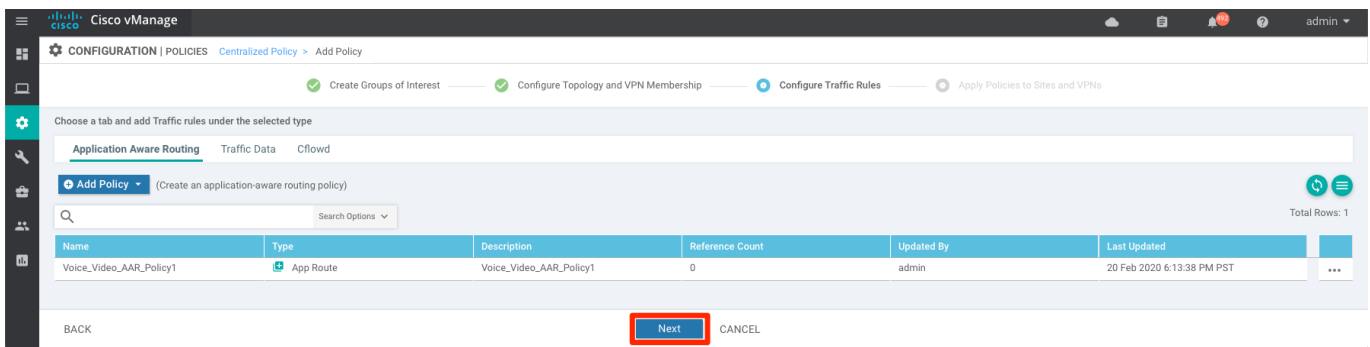 CISCO Cisco vManage 492 admin
CONFIGURATION | POLICIES Centralized Policy > Add Policy
Create Groups of Interest Configure Topology and VPN Membership Configure Traffic Rules Apply Policies to Sites and VPNs
Choose a tab and add Traffic rules under the selected type
Application Aware Routing Traffic Data Cflowd
Add Policy (Create an application-aware routing policy)
Search Options Total Rows: 1
Name Type Description Reference Count Updated By Last Updated
Voice_Video_AAR_Policy1 App Route Voice_Video_AAR_Policy1 0 admin 20 Feb 2020 6:13:38 PM PST
BACK Next CANCEL